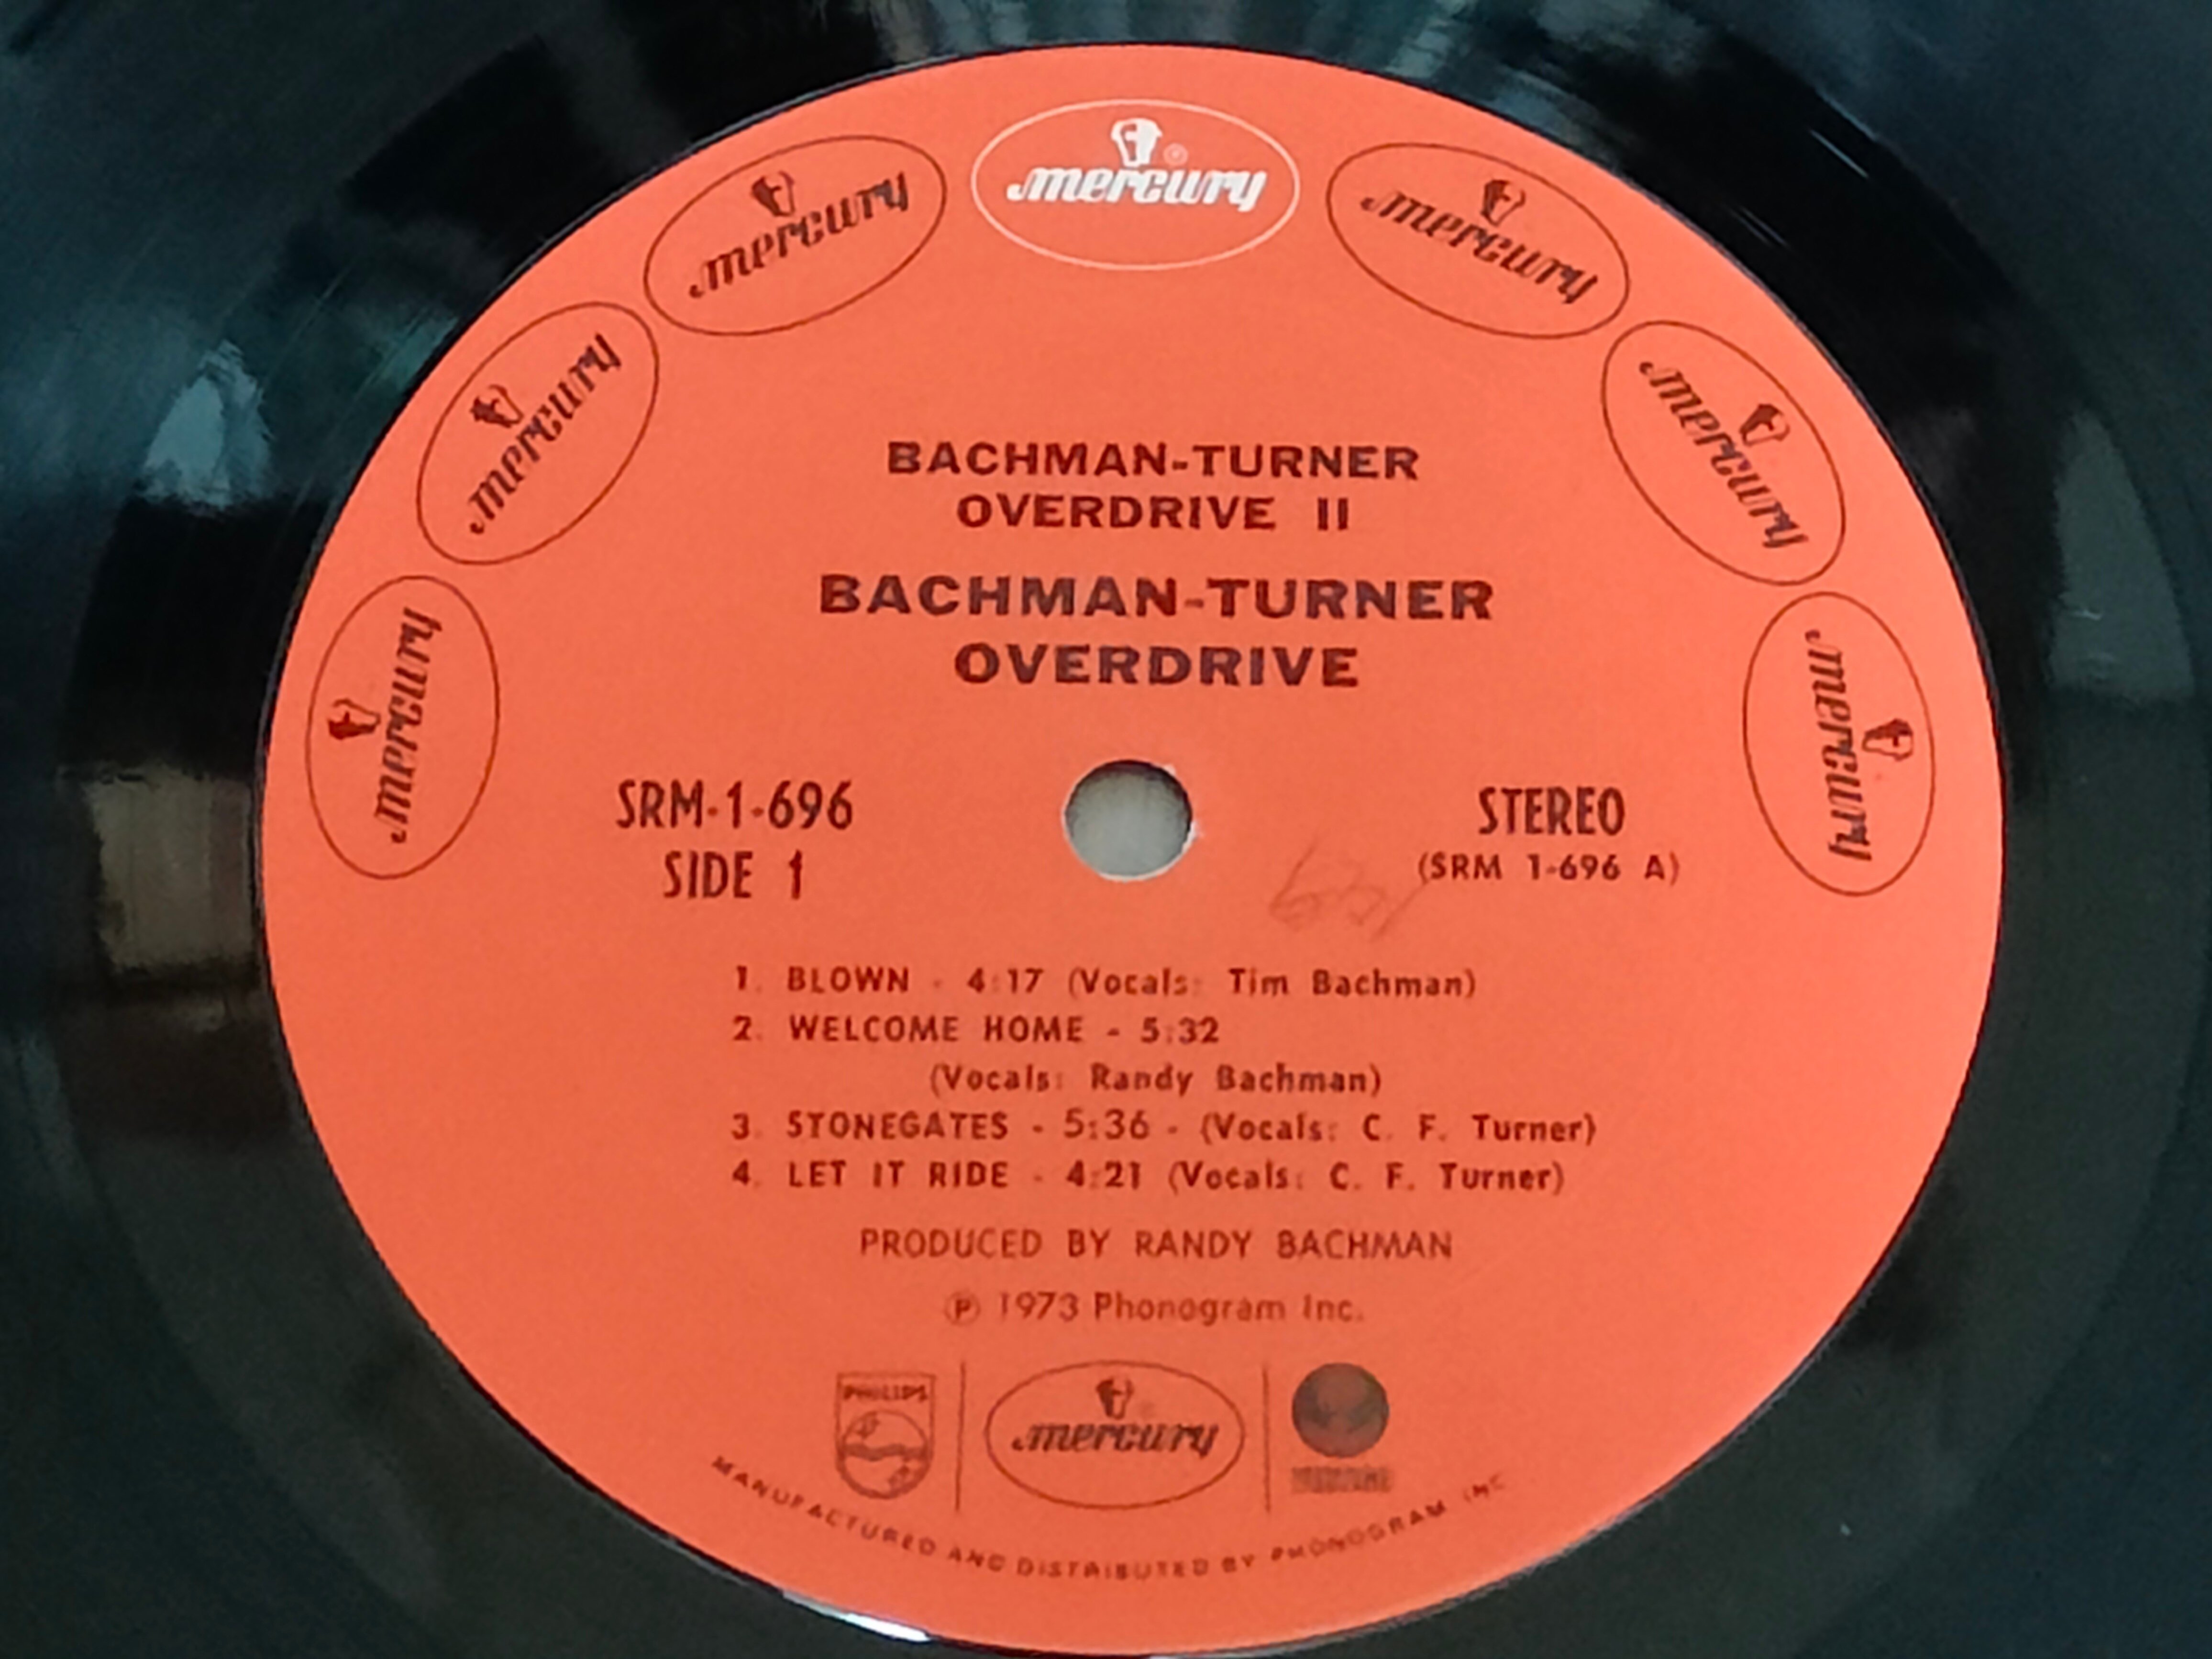 mercury
mercury
mercury
mercury ®
mercury
mercury
mercury
BACHMAN-TURNER
OVERDRIVE II
BACHMAN-TURNER
OVERDRIVE
SRM-1-696
SIDE 1
STEREO
(SRM 1-696 A)
1. BLOWN - 4:17 (Vocals: Tim Bachman)
2. WELCOME HOME - 5:32
(Vocals: Randy Bachman)
3. STONEGATES - 5:36 - (Vocals: C. F. Turner)
4. LET IT RIDE - 4:21 (Vocals: C. F. Turner)
PRODUCED BY RANDY BACHMAN
℗ 1973 Phonogram Inc.
PHILIPS
mercury
MANUFACTURED AND DISTRIBUTED BY PHONOGRAM INC